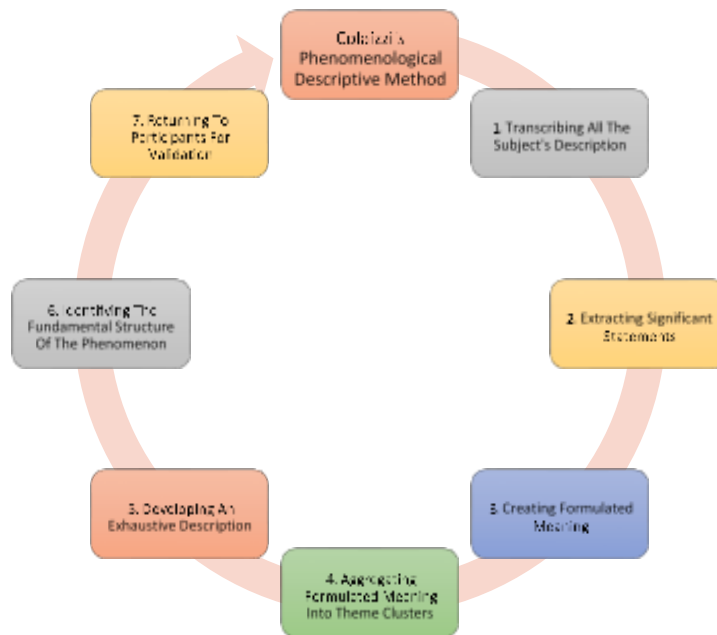 Colaizzi's
Phenomenological
Descriptive Method
1. Transcribing All The
Subject's Description
2. Extracting Significant
Statements
3. Creating Formulated
Meaning
4. Aggregating
Formulated Meaning
Into Theme Clusters
5. Developing An
Exhaustive Description
6. Identifying The
Fundamental Structure
Of The Phenomenon
7. Returning To
Participants For
Validation